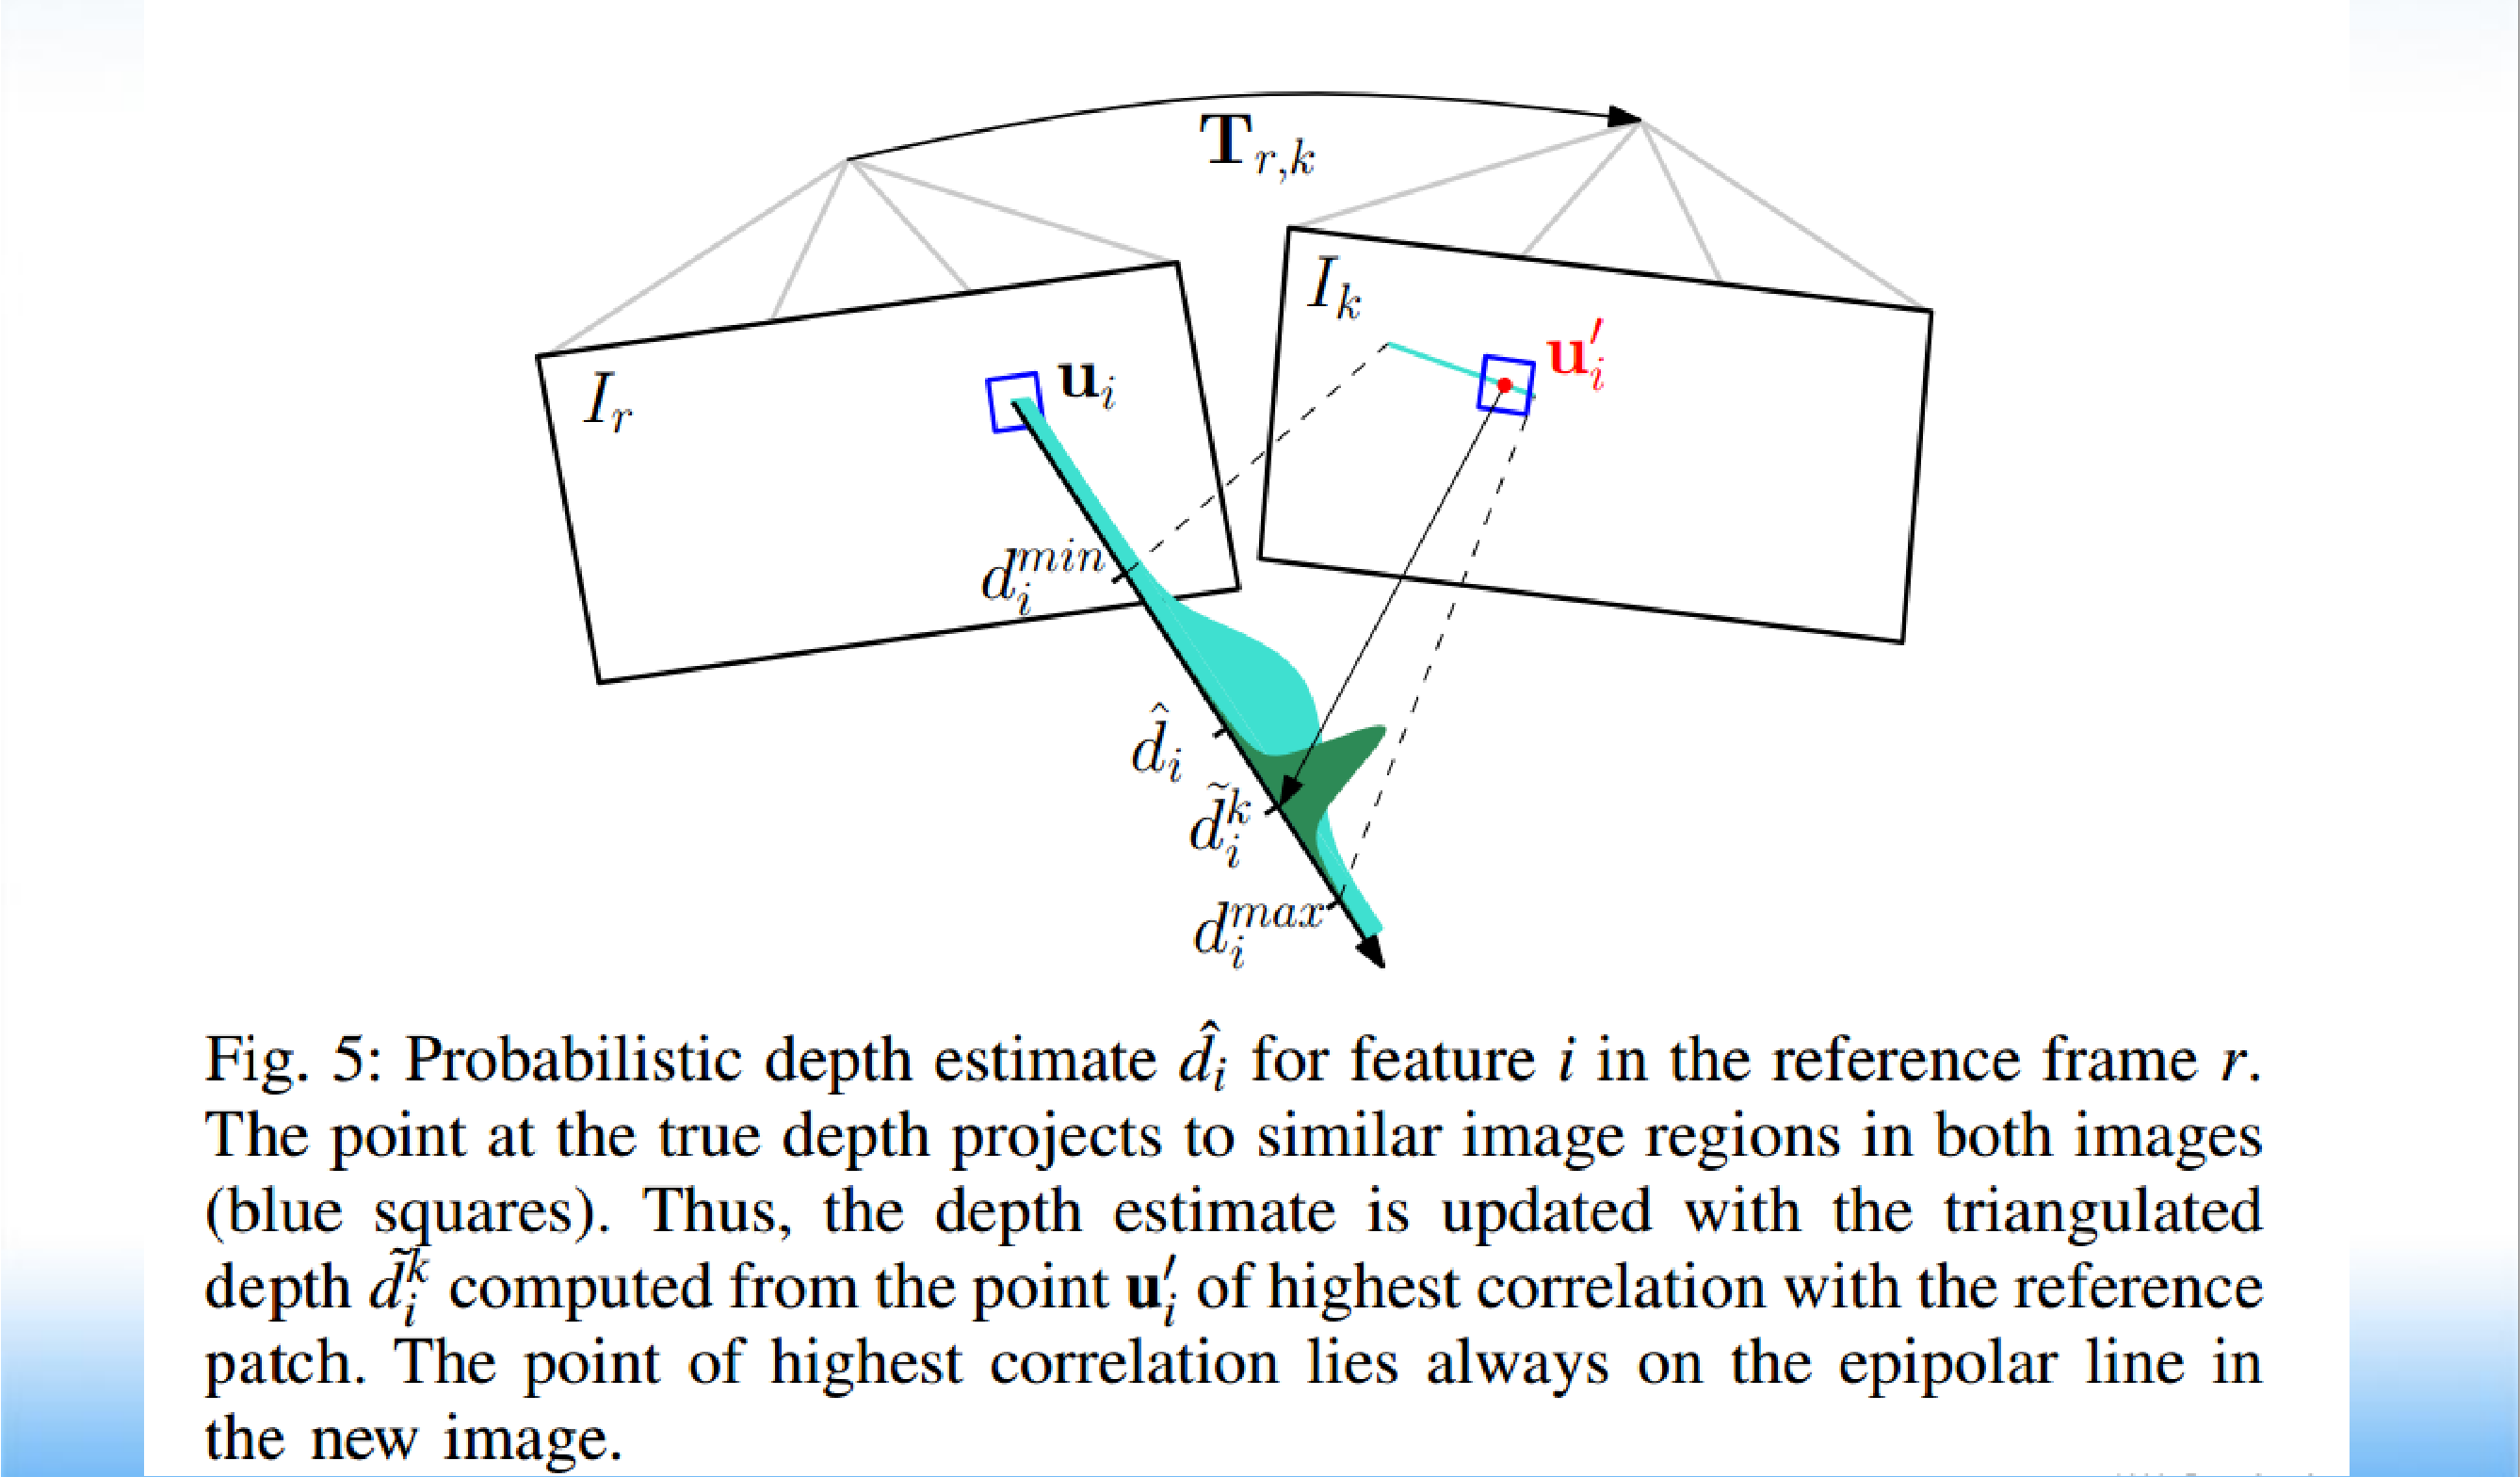 T_{r,k}
I_k
u'_i
I_r
u_i
d_i^{min}
\hat{d}_i
\tilde{d}_i^k
d_i^{max}
Fig. 5: Probabilistic depth estimate \hat{d}_i for feature i in the reference frame r.
The point at the true depth projects to similar image regions in both images
(blue squares). Thus, the depth estimate is updated with the triangulated
depth \tilde{d}_i^k computed from the point u'_i of highest correlation with the reference
patch. The point of highest correlation lies always on the epipolar line in
the new image.